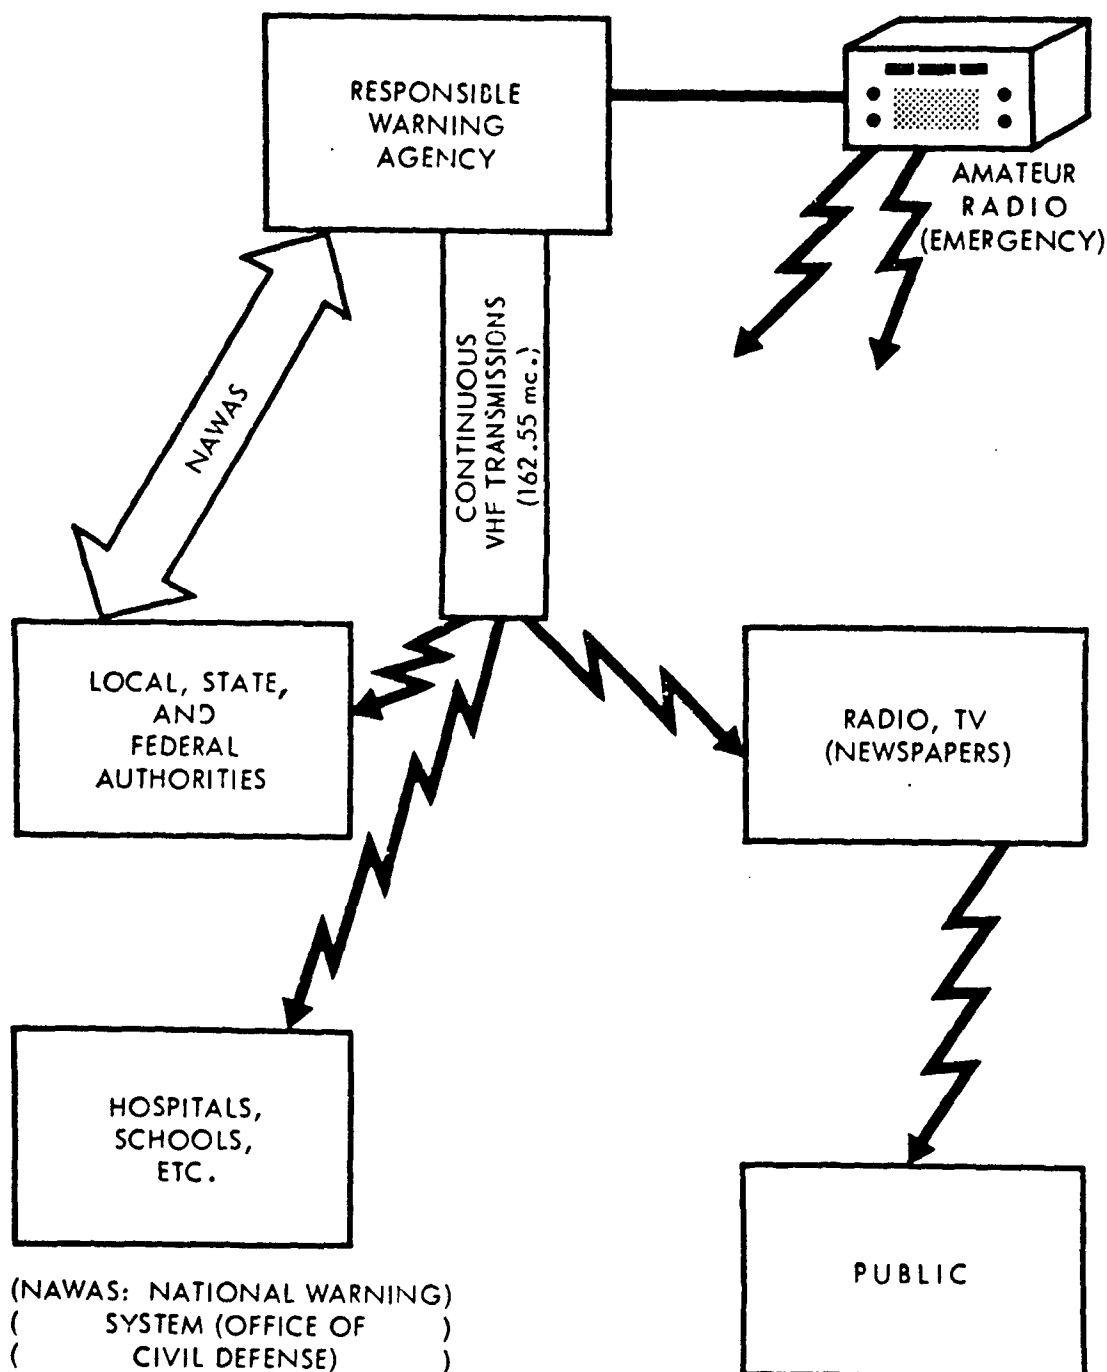 RESPONSIBLE
WARNING
AGENCY
AMATEUR
RADIO
(EMERGENCY)
NAWAS
CONTINUOUS
VHF TRANSMISSIONS
(162.55 mc.)
LOCAL, STATE,
AND
FEDERAL
AUTHORITIES
RADIO, TV
(NEWSPAPERS)
HOSPITALS,
SCHOOLS,
ETC.
PUBLIC
(NAWAS: NATIONAL WARNING)
( SYSTEM (OFFICE OF )
( CIVIL DEFENSE) )